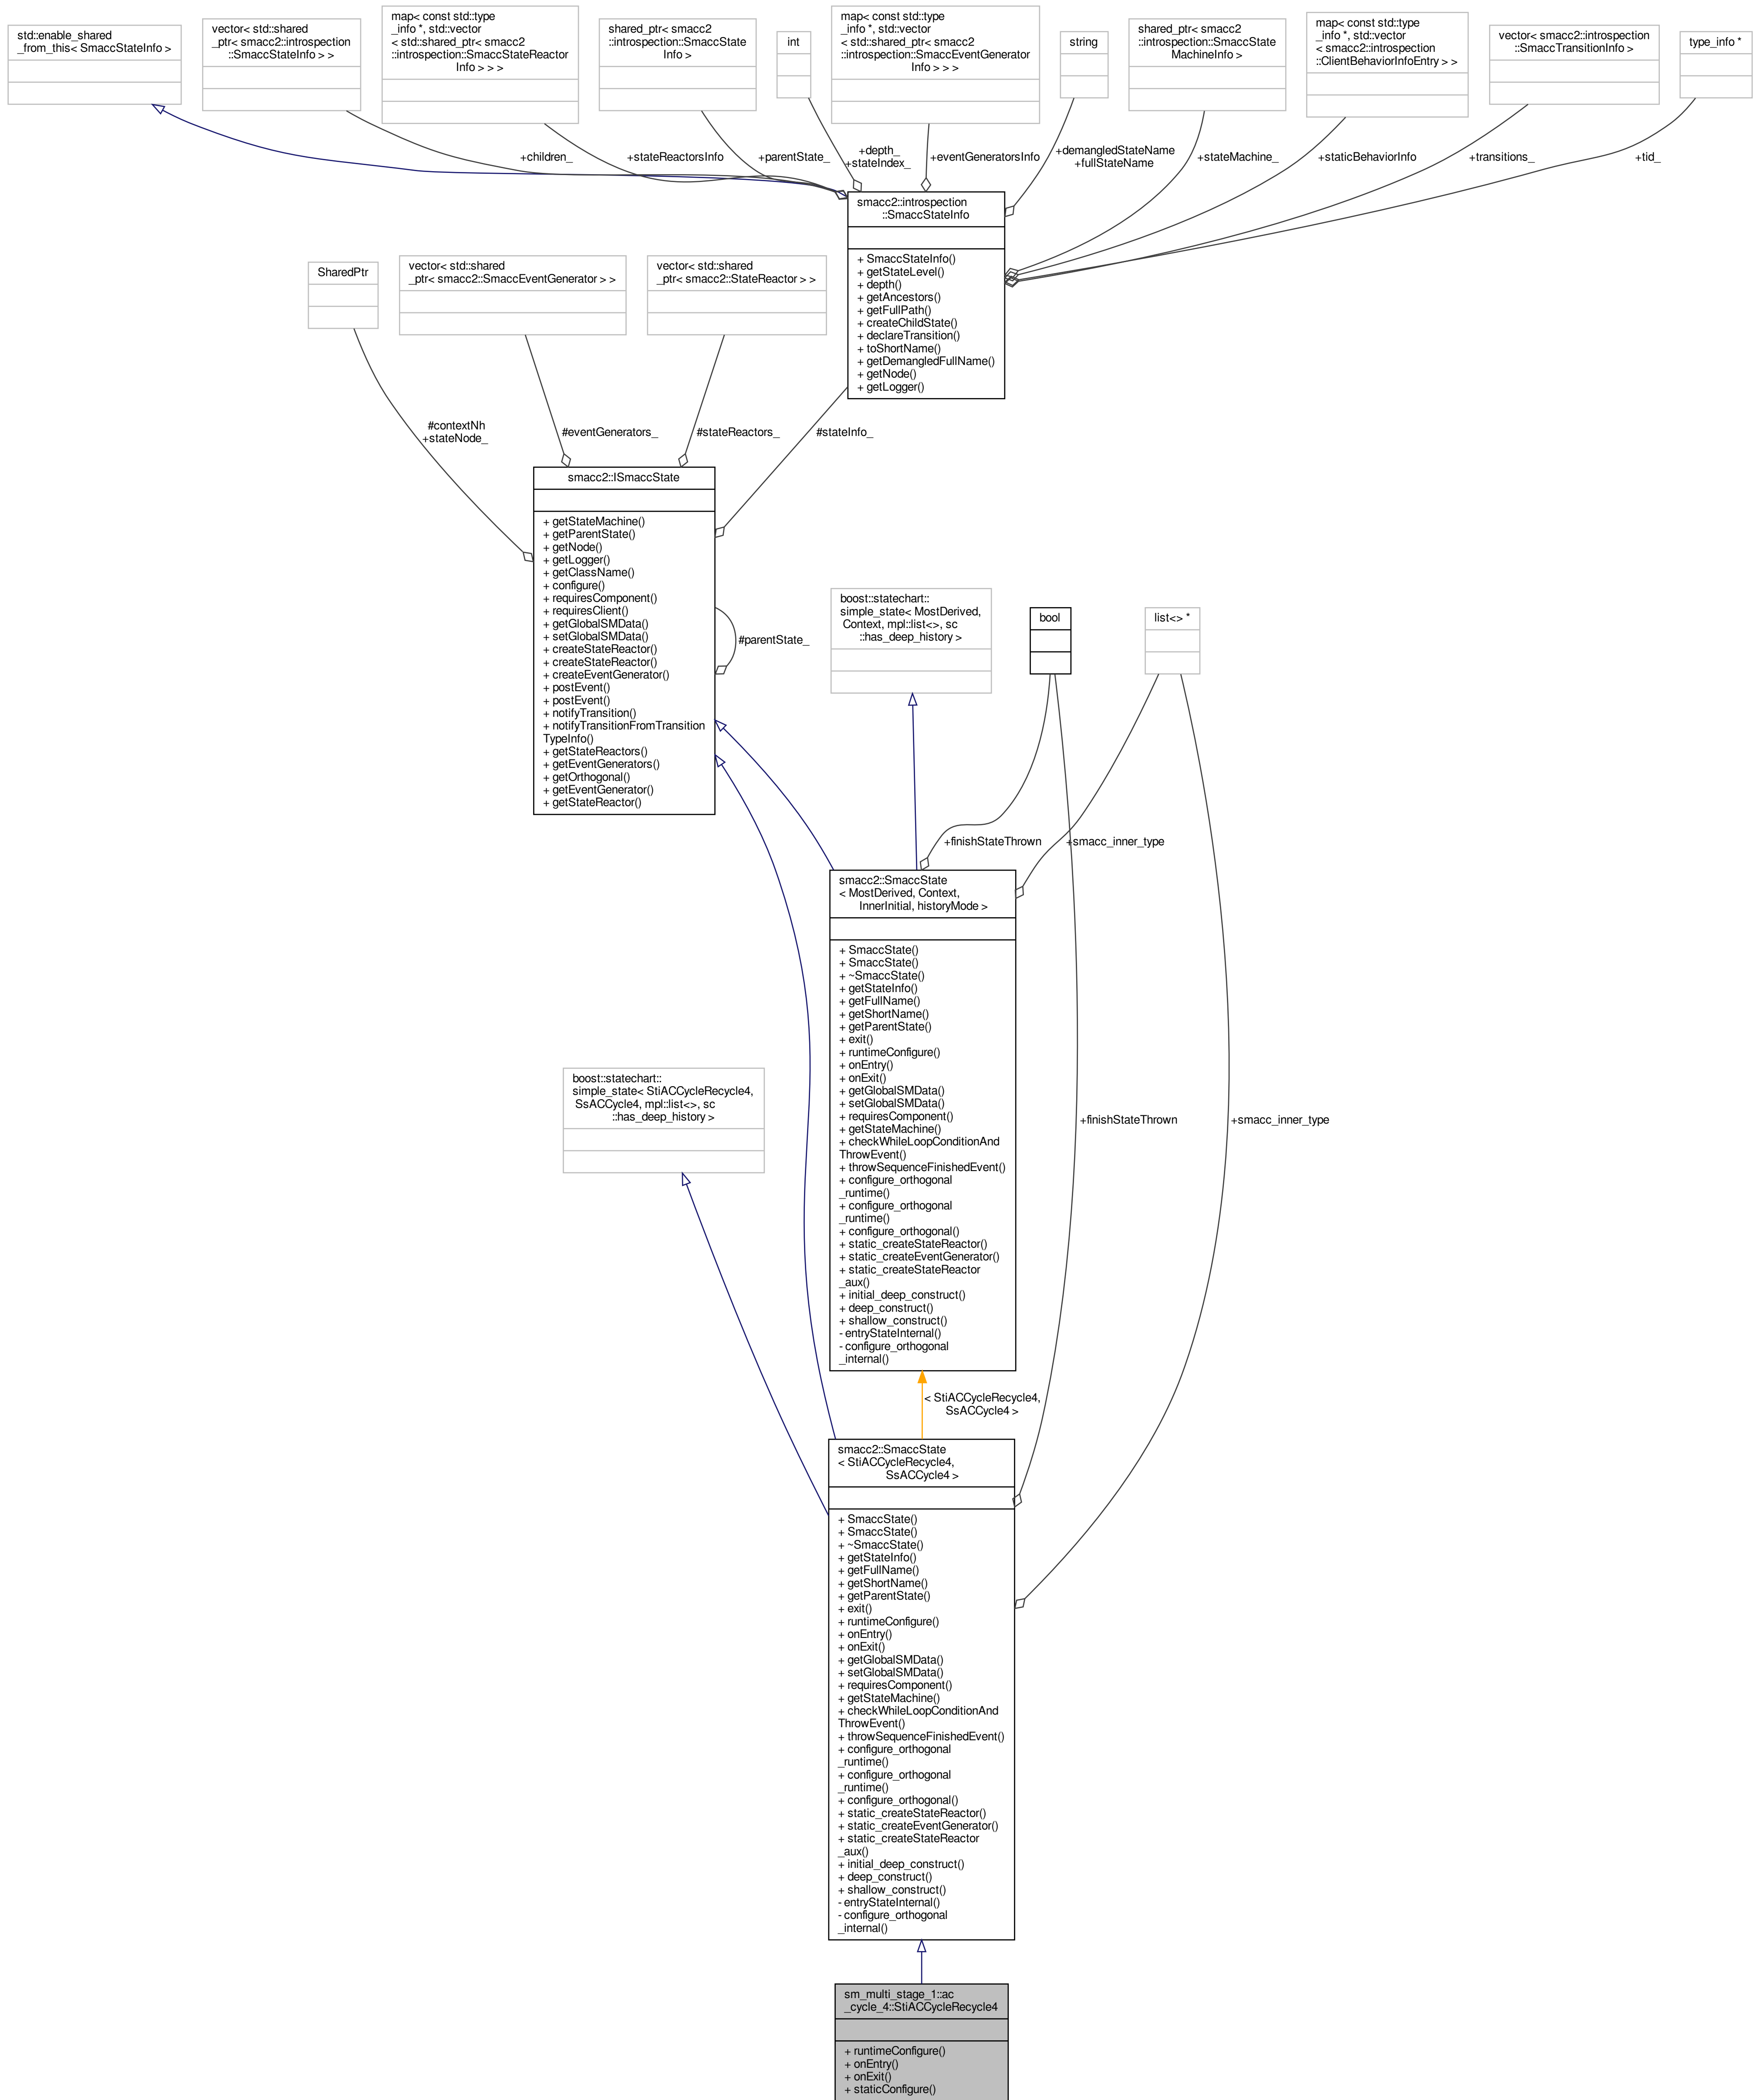 std::enable_shared
_from_this< SmaccStateInfo >
vector< std::shared
_ptr< smacc2::introspection
::SmaccStateInfo > >
map< const std::type
_info *, std::vector
< std::shared_ptr< smacc2
::introspection::SmaccStateReactor
Info > > >
shared_ptr< smacc2
::introspection::SmaccState
Info >
int
map< const std::type
_info *, std::vector
< std::shared_ptr< smacc2
::introspection::SmaccEventGenerator
Info > > >
string
shared_ptr< smacc2
::introspection::SmaccState
MachineInfo >
map< const std::type
_info *, std::vector
< smacc2::introspection
::ClientBehaviorInfoEntry > >
vector< smacc2::introspection
::SmaccTransitionInfo >
type_info *
+children_
+stateReactorsInfo
+parentState_
+depth_
+stateIndex_
+eventGeneratorsInfo
+demangledStateName
+fullStateName
+stateMachine_
+staticBehaviorInfo
+transitions_
+tid_
smacc2::introspection
::SmaccStateInfo
+ SmaccStateInfo()
+ getStateLevel()
+ depth()
+ getAncestors()
+ getFullPath()
+ createChildState()
+ declareTransition()
+ toShortName()
+ getDemangledFullName()
+ getNode()
+ getLogger()
SharedPtr
vector< std::shared
_ptr< smacc2::SmaccEventGenerator > >
vector< std::shared
_ptr< smacc2::StateReactor > >
#contextNh
+stateNode_
#eventGenerators_
#stateReactors_
#stateInfo_
smacc2::ISmaccState
+ getStateMachine()
+ getParentState()
+ getNode()
+ getLogger()
+ getClassName()
+ configure()
+ requiresComponent()
+ requiresClient()
+ getGlobalSMData()
+ setGlobalSMData()
+ createStateReactor()
+ createStateReactor()
+ createEventGenerator()
+ postEvent()
+ postEvent()
+ notifyTransition()
+ notifyTransitionFromTransition
TypeInfo()
+ getStateReactors()
+ getEventGenerators()
+ getOrthogonal()
+ getEventGenerator()
+ getStateReactor()
#parentState_
boost::statechart::
simple_state< MostDerived,
Context, mpl::list<>, sc
::has_deep_history >
bool
list<> *
+finishStateThrown
+smacc_inner_type
smacc2::SmaccState
< MostDerived, Context,
InnerInitial, historyMode >
+ SmaccState()
+ SmaccState()
+ ~SmaccState()
+ getStateInfo()
+ getFullName()
+ getShortName()
+ getParentState()
+ exit()
+ runtimeConfigure()
+ onEntry()
+ onExit()
+ getGlobalSMData()
+ setGlobalSMData()
+ requiresComponent()
+ getStateMachine()
+ checkWhileLoopConditionAnd
ThrowEvent()
+ throwSequenceFinishedEvent()
+ configure_orthogonal
_runtime()
+ configure_orthogonal
_runtime()
+ configure_orthogonal()
+ static_createStateReactor()
+ static_createEventGenerator()
+ static_createStateReactor
_aux()
+ initial_deep_construct()
+ deep_construct()
+ shallow_construct()
- entryStateInternal()
- configure_orthogonal
_internal()
boost::statechart::
simple_state< StiACCycleRecycle4,
SsACCycle4, mpl::list<>, sc
::has_deep_history >
+finishStateThrown
+smacc_inner_type
< StiACCycleRecycle4,
SsACCycle4 >
smacc2::SmaccState
< StiACCycleRecycle4,
SsACCycle4 >
+ SmaccState()
+ SmaccState()
+ ~SmaccState()
+ getStateInfo()
+ getFullName()
+ getShortName()
+ getParentState()
+ exit()
+ runtimeConfigure()
+ onEntry()
+ onExit()
+ getGlobalSMData()
+ setGlobalSMData()
+ requiresComponent()
+ getStateMachine()
+ checkWhileLoopConditionAnd
ThrowEvent()
+ throwSequenceFinishedEvent()
+ configure_orthogonal
_runtime()
+ configure_orthogonal
_runtime()
+ configure_orthogonal()
+ static_createStateReactor()
+ static_createEventGenerator()
+ static_createStateReactor
_aux()
+ initial_deep_construct()
+ deep_construct()
+ shallow_construct()
- entryStateInternal()
- configure_orthogonal
_internal()
sm_multi_stage_1::ac
_cycle_4::StiACCycleRecycle4
+ runtimeConfigure()
+ onEntry()
+ onExit()
+ staticConfigure()